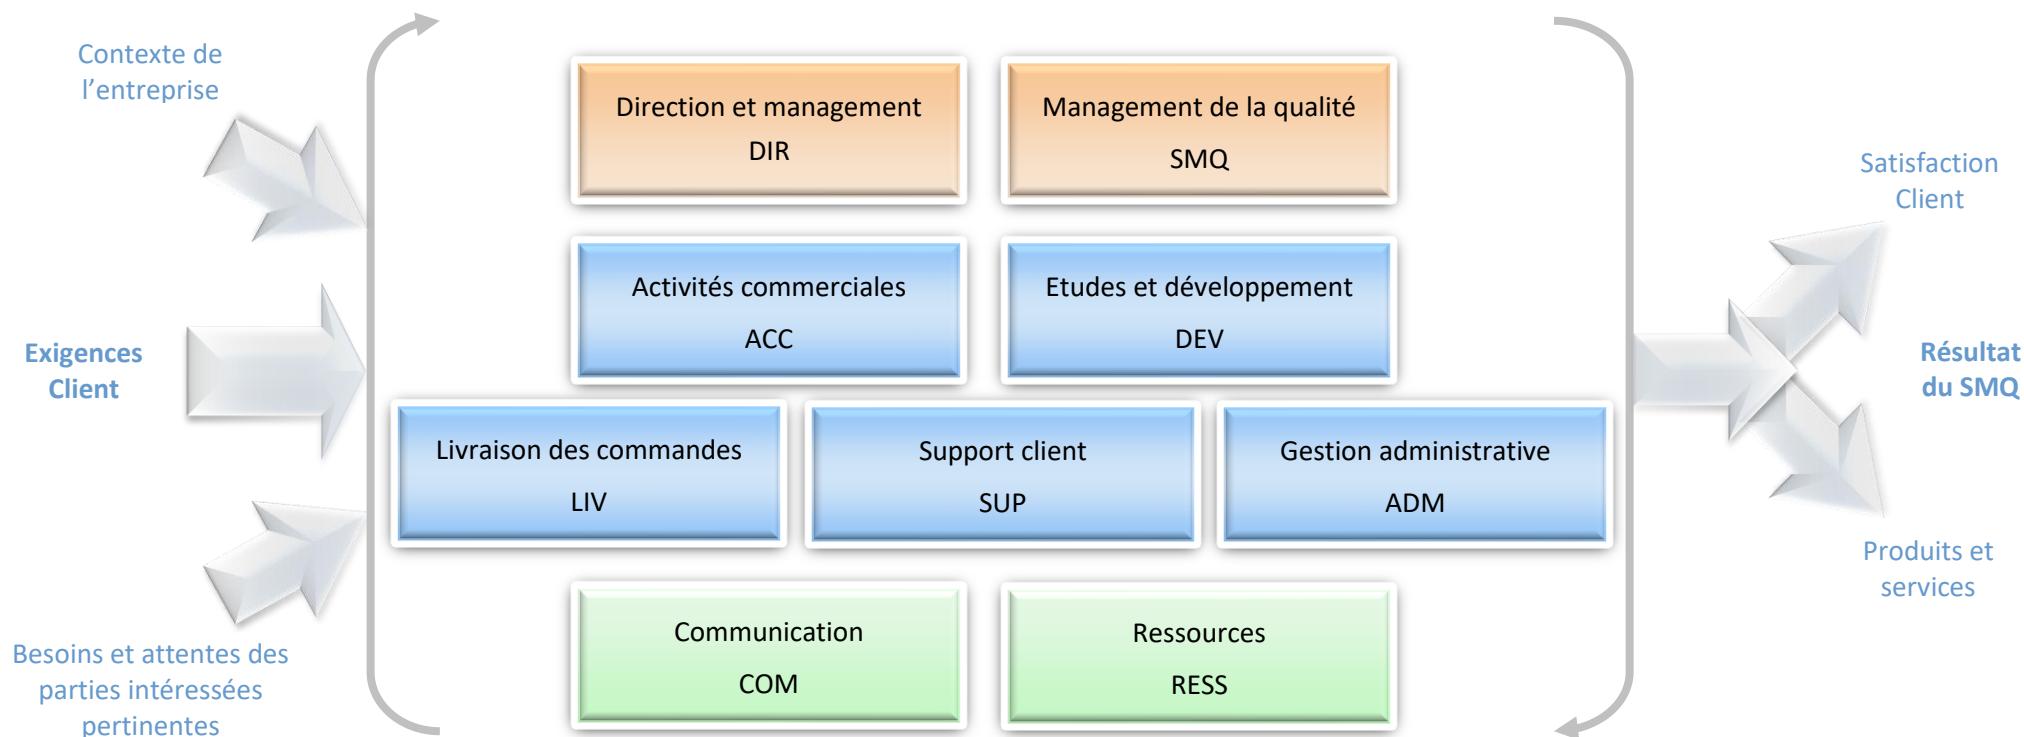 Contexte de
l’entreprise
Direction et management
DIR
Management de la qualité
SMQ
Satisfaction
Client
Activités commerciales
ACC
Etudes et développement
DEV
Exigences
Client
Résultat
du SMQ
Livraison des commandes
LIV
Support client
SUP
Gestion administrative
ADM
Produits et
services
Communication
COM
Ressources
RESS
Besoins et attentes des
parties intéressées
pertinentes